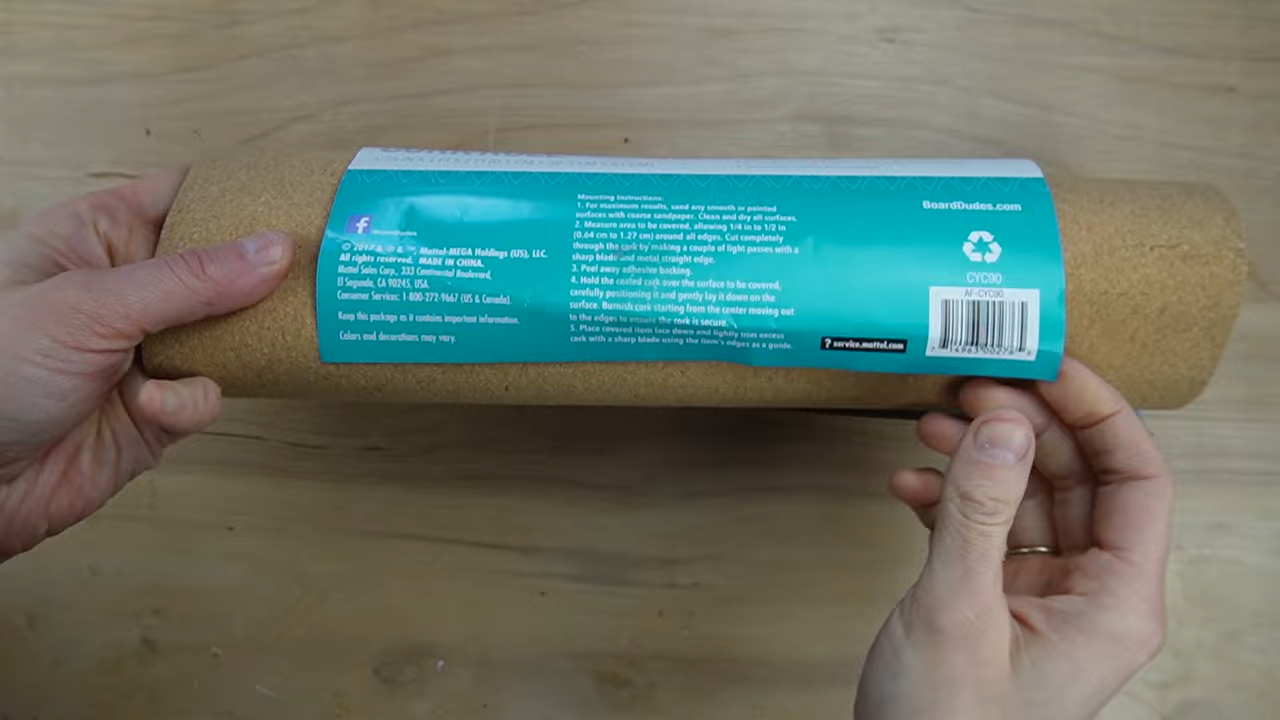 f
BoardDudes
© 2017 & ® & ™, Mattel-MEGA Holdings (US), LLC.
All rights reserved. MADE IN CHINA.
Mattel Sales Corp., 333 Continental Boulevard,
El Segundo, CA 90245, USA.
Consumer Services: 1-800-272-9667 (US & Canada).
Keep this package as it contains important information.
Colors and decorations may vary.
Mounting Instructions:
1. For maximum results, sand any smooth or painted
surfaces with coarse sandpaper. Clean and dry all surfaces.
2. Measure area to be covered, allowing 1/4 in to 1/2 in
(0.64 cm to 1.27 cm) around all edges. Cut completely
through the cork by making a couple of light passes with a
sharp blade and metal straight edge.
3. Peel away adhesive backing.
4. Hold the coated cork over the surface to be covered,
carefully positioning it and gently lay it down on the
surface. Burnish cork starting from the center moving out
to the edges to ensure the cork is secure.
5. Place covered item face down and lightly trim excess
cork with a sharp blade using the item's edges as a guide.
? service.mattel.com
BoardDudes.com
CYC90
AF-CYC90